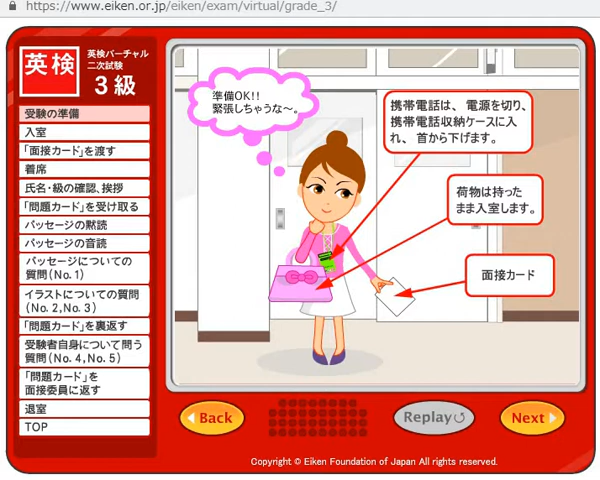 https://www.eiken.or.jp/eiken/exam/virtual/grade_3/
英検
英検バーチャル
二次試験
3級
受験の準備
入室
「面接カード」を渡す
着席
氏名・級の確認、挨拶
「問題カード」を受け取る
パッセージの黙読
パッセージの音読
パッセージについての
質問(No.1)
イラストについての質問
(No.2,No.3)
「問題カード」を裏返す
受験者自身について問う
質問(No.4,No.5)
「問題カード」を
面接委員に返す
退室
TOP
準備OK!!
緊張しちゃうな~。
携帯電話は、電源を切り、
携帯電話収納ケースに入
れ、首から下げます。
荷物は持った
まま入室します。
面接カード
Back
Replay
Next
Copyright © Eiken Foundation of Japan All rights reserved.